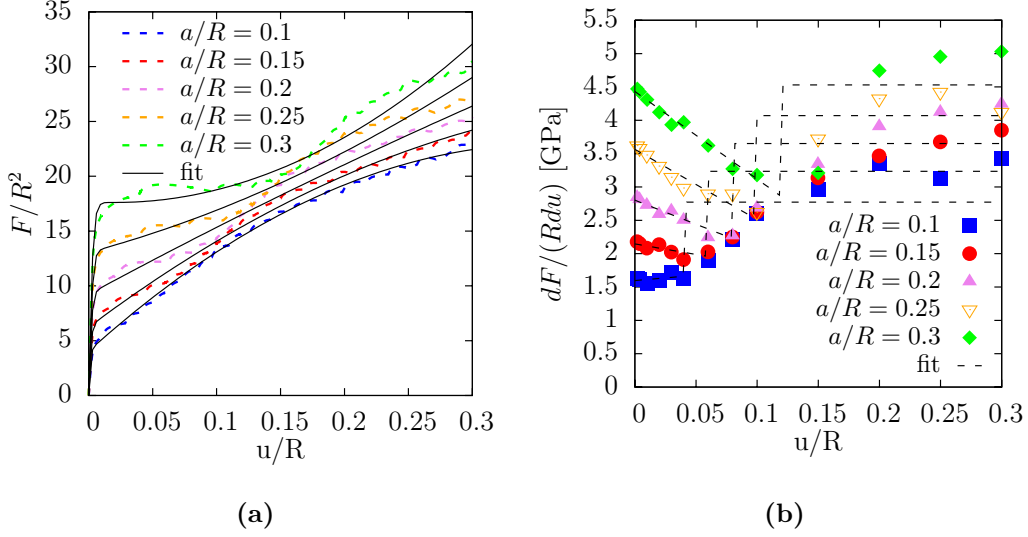 F/R²
35
30
25
20
15
10
5
0
a/R = 0.1
a/R = 0.15
a/R = 0.2
a/R = 0.25
a/R = 0.3
fit
0 0.05 0.1 0.15 0.2 0.25 0.3
u/R
(a)
dF/(Rdu) [GPa]
5.5
5
4.5
4
3.5
3
2.5
2
1.5
1
0.5
0
a/R = 0.1
a/R = 0.15
a/R = 0.2
a/R = 0.25
a/R = 0.3
fit
0 0.05 0.1 0.15 0.2 0.25 0.3
u/R
(b)